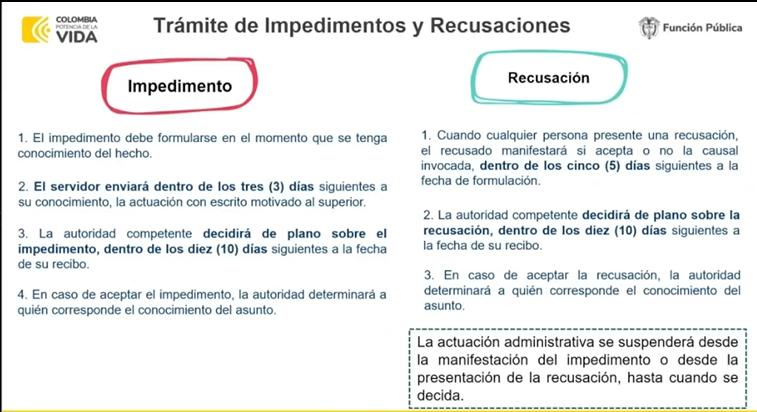 COLOMBIA
POTENCIA DE LA
VIDA
Trámite de Impedimentos y Recusaciones
Función Pública
Impedimento
1. El impedimento debe formularse en el momento que se tenga
conocimiento del hecho.
2. El servidor enviará dentro de los tres (3) días siguientes a
su conocimiento, la actuación con escrito motivado al superior.
3. La autoridad competente decidirá de plano sobre el
impedimento, dentro de los diez (10) días siguientes a la fecha
de su recibo.
4. En caso de aceptar el impedimento, la autoridad determinará a
quién corresponde el conocimiento del asunto.
Recusación
1. Cuando cualquier persona presente una recusación,
el recusado manifestará si acepta o no la causal
invocada, dentro de los cinco (5) días siguientes a la
fecha de formulación.
2. La autoridad competente decidirá de plano sobre la
recusación, dentro de los diez (10) días siguientes a
la fecha de su recibo.
3. En caso de aceptar la recusación, la autoridad
determinará a quién corresponde el conocimiento del
asunto.
La actuación administrativa se suspenderá desde
la manifestación del impedimento o desde la
presentación de la recusación, hasta cuando se
decida.